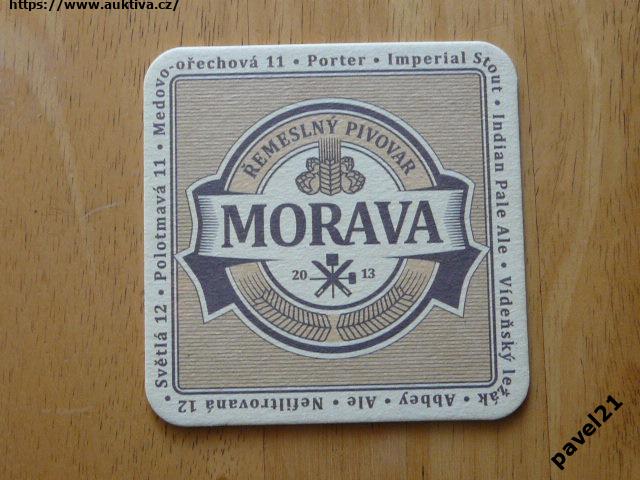 https://www.auktiva.cz/
Světlá 12 • Polotmavá 11 • Medovo-ořechová 11 • Porter • Imperial Stout • Indian Pale Ale • Vídeňský ležák • Abbey • Ale • Nefiltrovaná 12 •
ŘEMESLNÝ PIVOVAR
MORAVA
20 13
pavel21